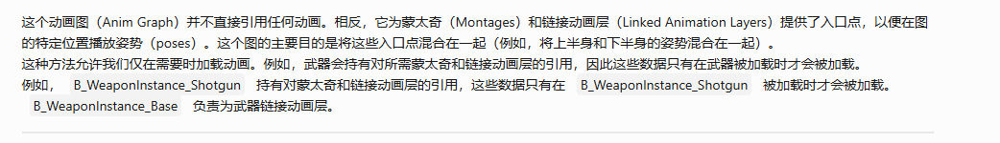 这个动画图（Anim Graph）并不直接引用任何动画。相反，它为蒙太奇（Montages）和链接动画层（Linked Animation Layers）提供了入口点，以便在图
的特定位置播放姿势（poses）。这个图的主要目的是将这些入口点混合在一起（例如，将上半身和下半身的姿势混合在一起）。
这种方法允许我们仅在需要时加载动画。例如，武器会持有对所需蒙太奇和链接动画层的引用，因此这些数据只有在武器被加载时才会被加载。
例如， B_WeaponInstance_Shotgun 持有对蒙太奇和链接动画层的引用，这些数据只有在 B_WeaponInstance_Shotgun 被加载时才会被加载。
B_WeaponInstance_Base 负责为武器链接动画层。